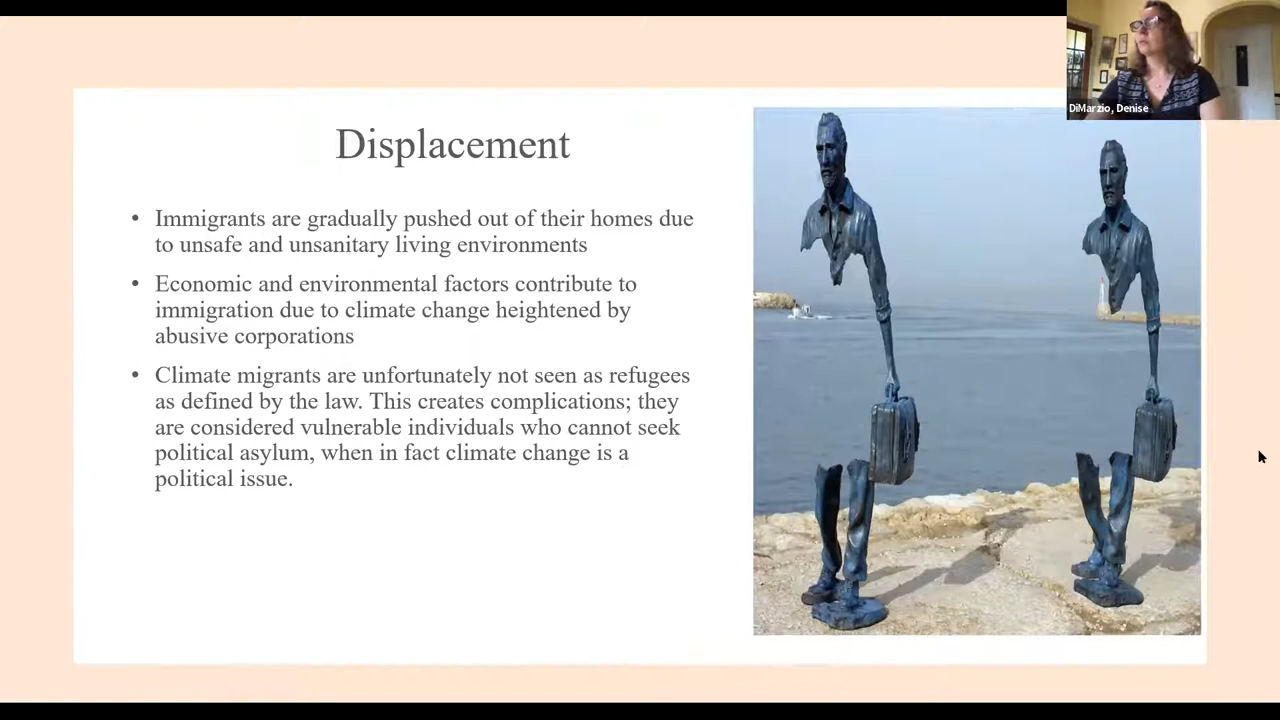 DiMarzio, Denise
Displacement
• Immigrants are gradually pushed out of their homes due
to unsafe and unsanitary living environments
• Economic and environmental factors contribute to
immigration due to climate change heightened by
abusive corporations
• Climate migrants are unfortunately not seen as refugees
as defined by the law. This creates complications; they
are considered vulnerable individuals who cannot seek
political asylum, when in fact climate change is a
political issue.